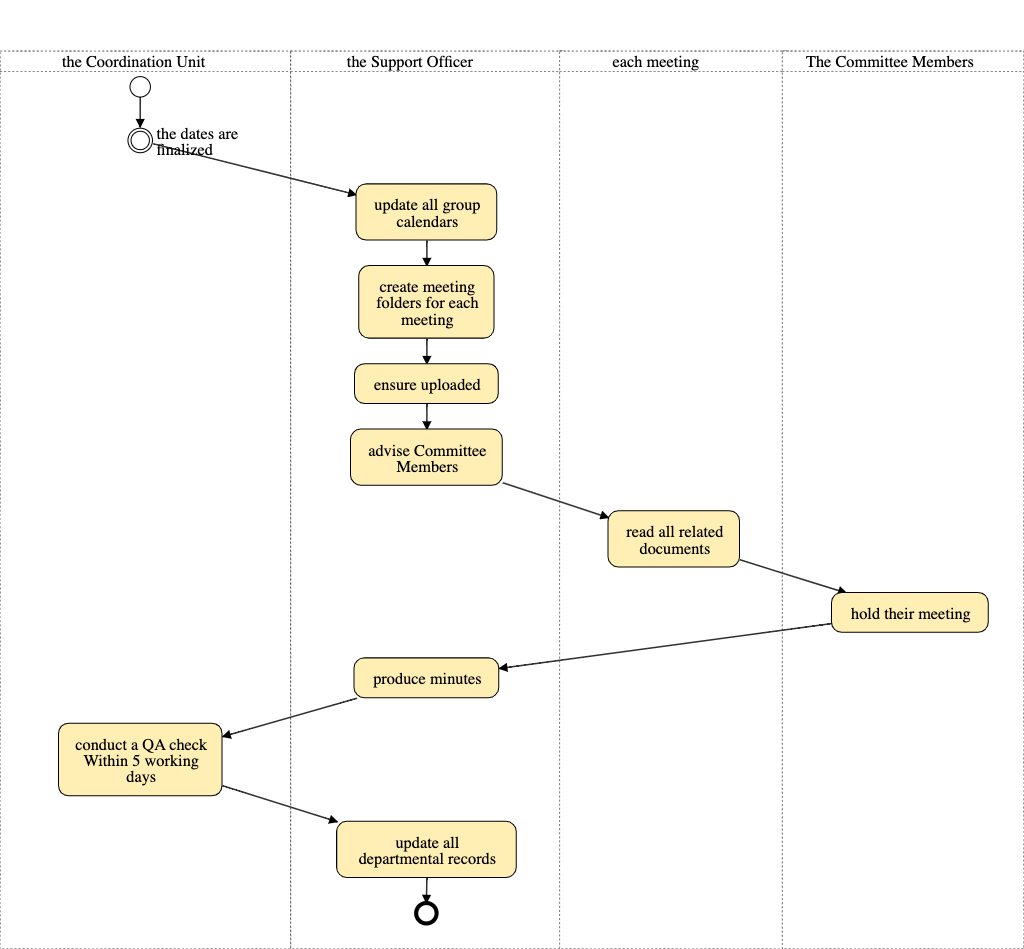 the Coordination Unit
the Support Officer
each meeting
The Committee Members
the dates are
finalized
update all group
calendars
create meeting
folders for each
meeting
ensure uploaded
advise Committee
Members
read all related
documents
hold their meeting
produce minutes
conduct a QA check
Within 5 working
days
update all
departmental records